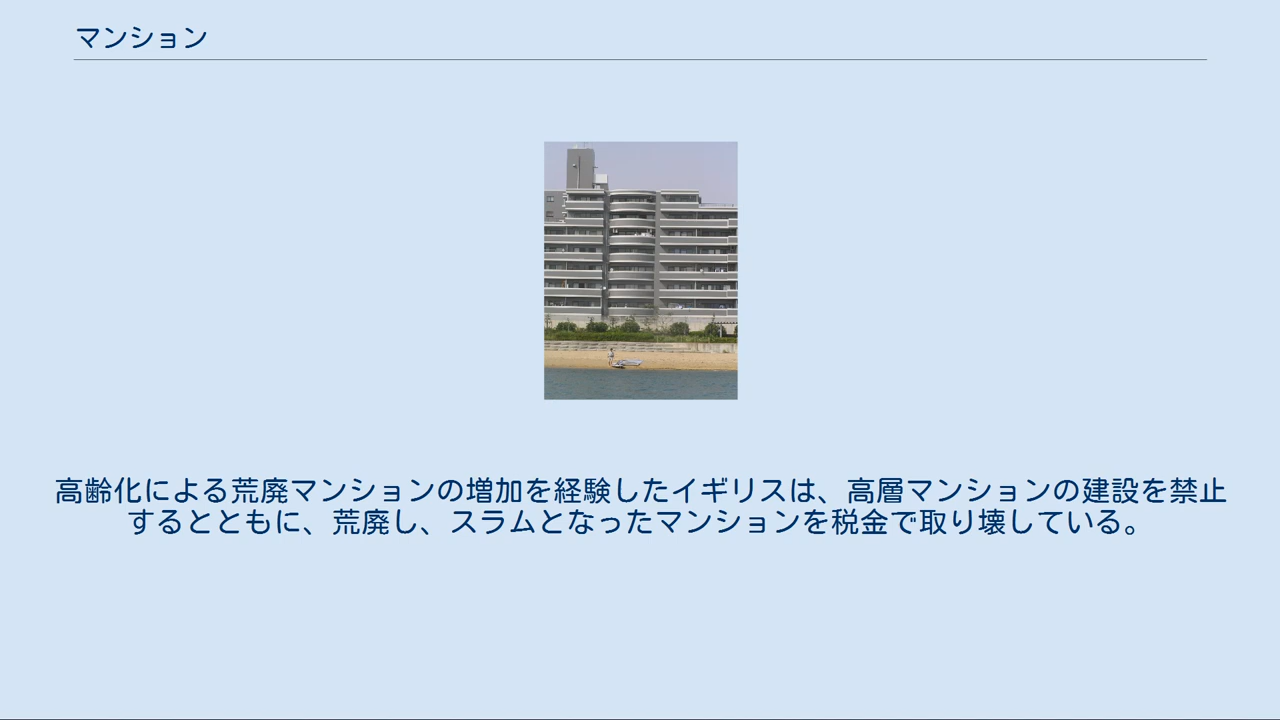 マンション
高齢化による荒廃マンションの増加を経験したイギリスは、高層マンションの建設を禁止
するとともに、荒廃し、スラムとなったマンションを税金で取り壊している。